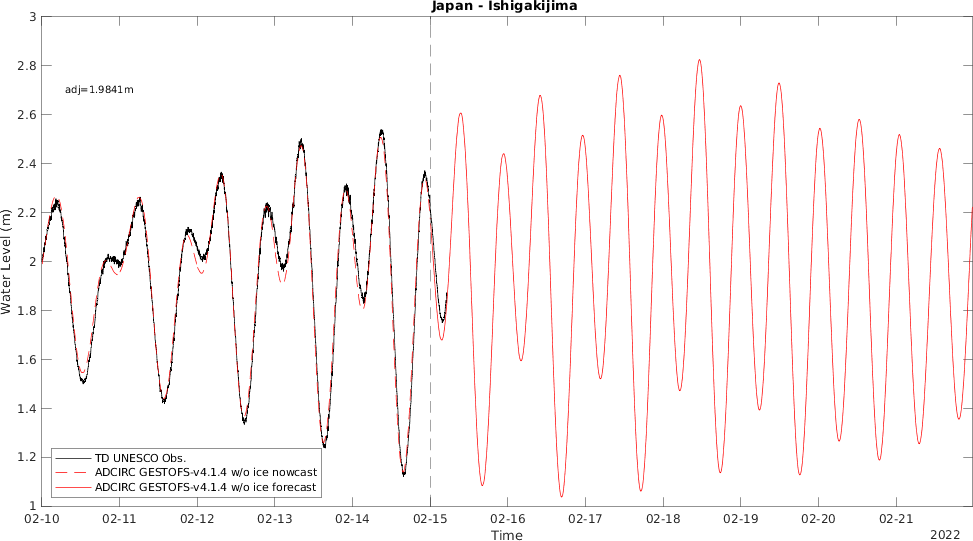 Japan - Ishigakijima
3
2.8
2.6
2.4
2.2
2
1.8
1.6
1.4
1.2
1
Water Level (m)
adj=1.9841m
TD UNESCO Obs.
ADCIRC GESTOFS-v4.1.4 w/o ice nowcast
ADCIRC GESTOFS-v4.1.4 w/o ice forecast
02-10 02-11 02-12 02-13 02-14 02-15 02-16 02-17 02-18 02-19 02-20 02-21
Time
2022